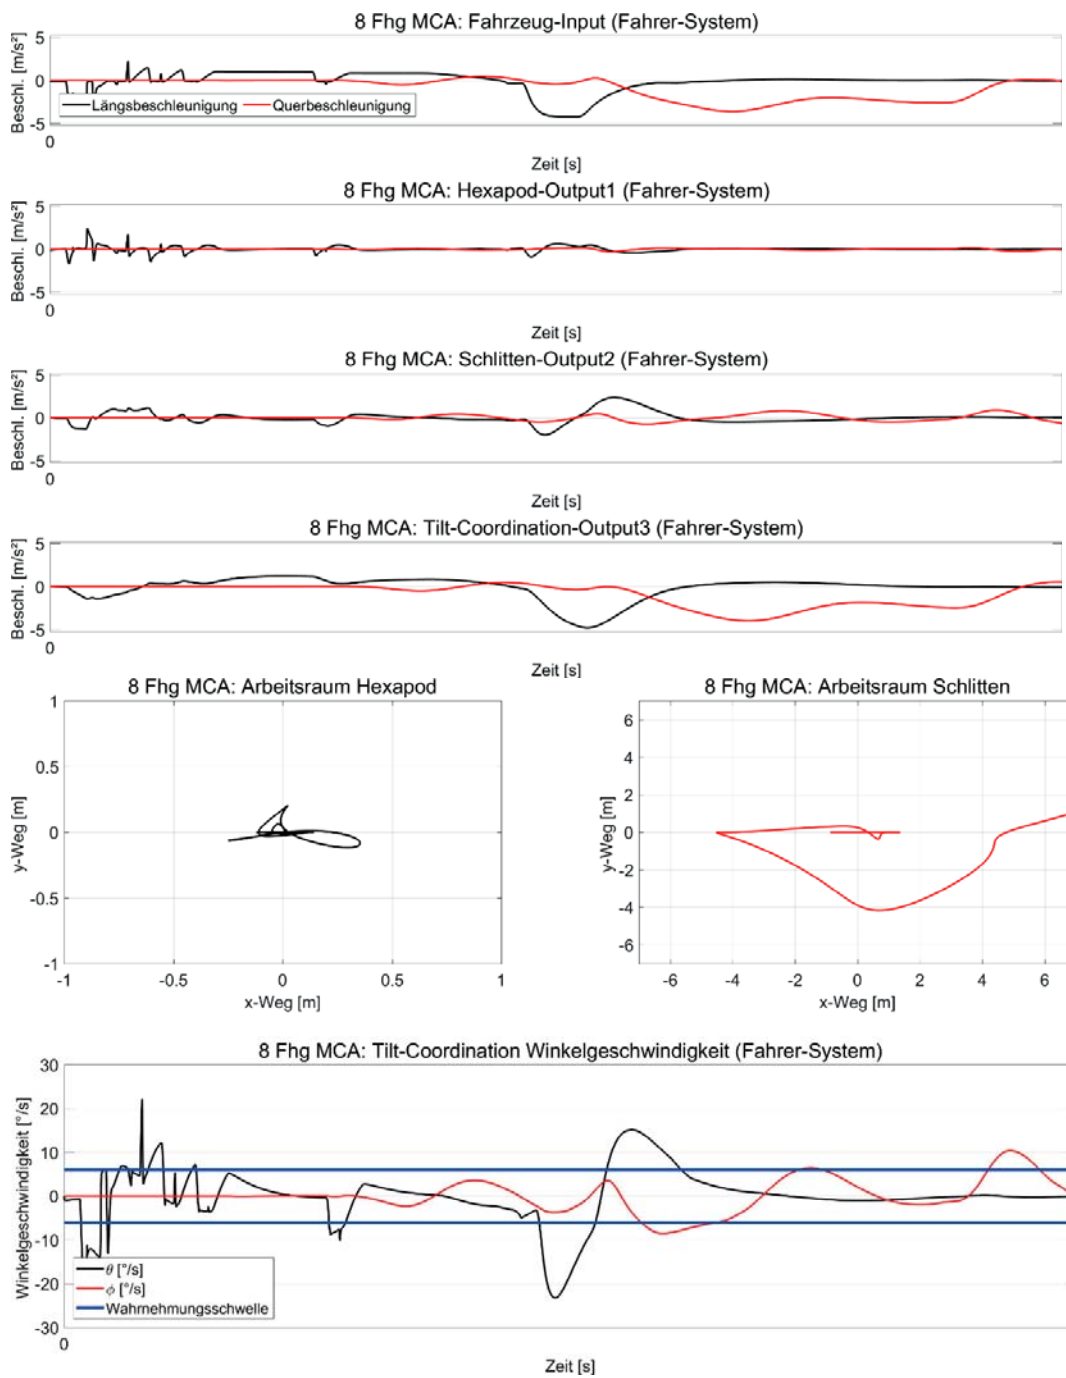 8 Fhg MCA: Fahrzeug-Input (Fahrer-System)
Beschl. [m/s²]
5
0
-5
Längsbeschleunigung
Querbeschleunigung
0
Zeit [s]
8 Fhg MCA: Hexapod-Output1 (Fahrer-System)
Beschl. [m/s²]
5
0
-5
0
Zeit [s]
8 Fhg MCA: Schlitten-Output2 (Fahrer-System)
Beschl. [m/s²]
5
0
-5
0
Zeit [s]
8 Fhg MCA: Tilt-Coordination-Output3 (Fahrer-System)
Beschl. [m/s²]
5
0
-5
0
Zeit [s]
8 Fhg MCA: Arbeitsraum Hexapod
y-Weg [m]
1
0.5
0
-0.5
-1
-1 -0.5 0 0.5 1
x-Weg [m]
8 Fhg MCA: Arbeitsraum Schlitten
y-Weg [m]
6
4
2
0
-2
-4
-6
-6 -4 -2 0 2 4 6
x-Weg [m]
8 Fhg MCA: Tilt-Coordination Winkelgeschwindigkeit (Fahrer-System)
Winkelgeschwindigkeit [°/s]
30
20
10
0
-10
-20
-30
θ [°/s]
ϕ [°/s]
Wahrnehmungsschwelle
0
Zeit [s]